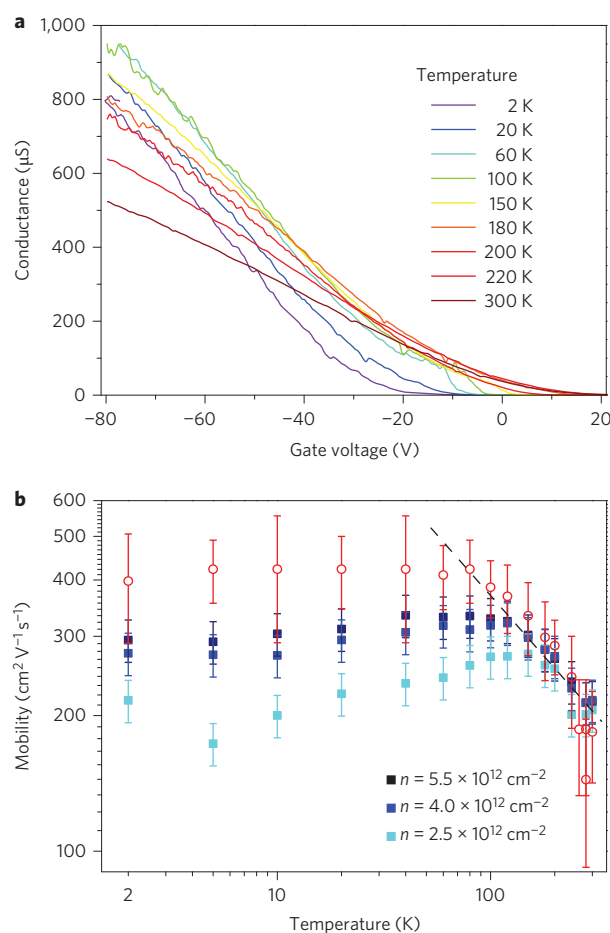 a
1,000
800
600
400
200
0
Conductance (µS)
−80
−60
−40
−20
0
20
Gate voltage (V)
Temperature
2 K
20 K
60 K
100 K
150 K
180 K
200 K
220 K
300 K
b
600
500
400
300
200
100
Mobility (cm² V⁻¹ s⁻¹)
n = 5.5 × 10¹² cm⁻²
n = 4.0 × 10¹² cm⁻²
n = 2.5 × 10¹² cm⁻²
2
10
100
Temperature (K)